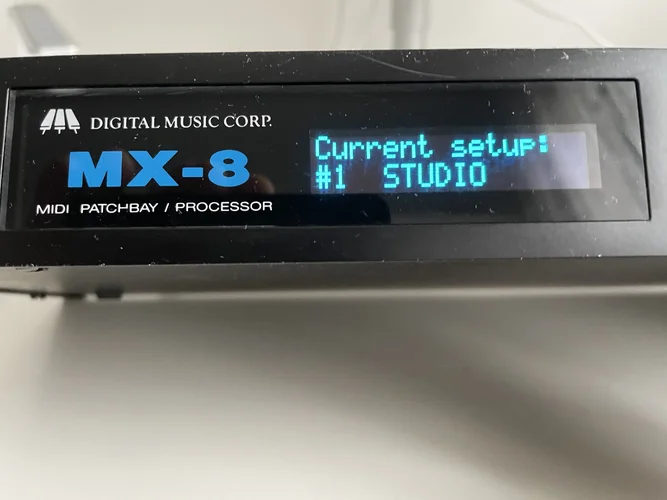 DIGITAL MUSIC CORP.
MX-8
MIDI PATCHBAY / PROCESSOR
Current setup:
#1 STUDIO